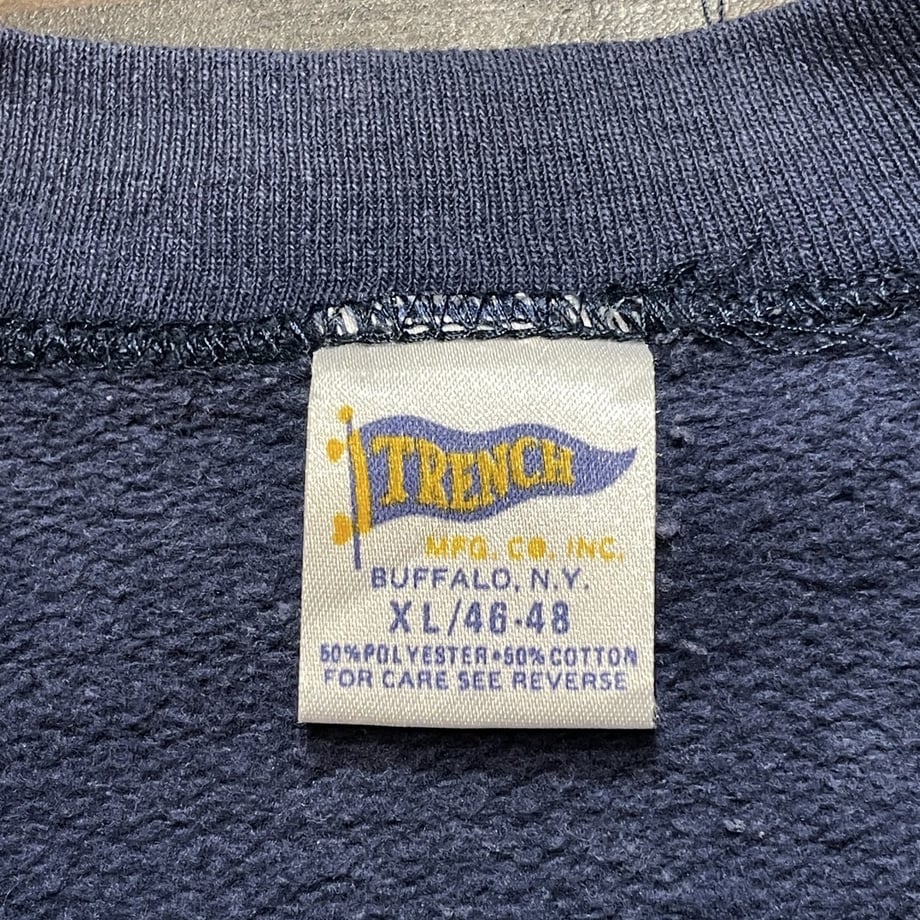 TRENCH
MFG. CO. INC.
BUFFALO, N.Y.
XL/46-48
50%POLYESTER•50%COTTON
FOR CARE SEE REVERSE